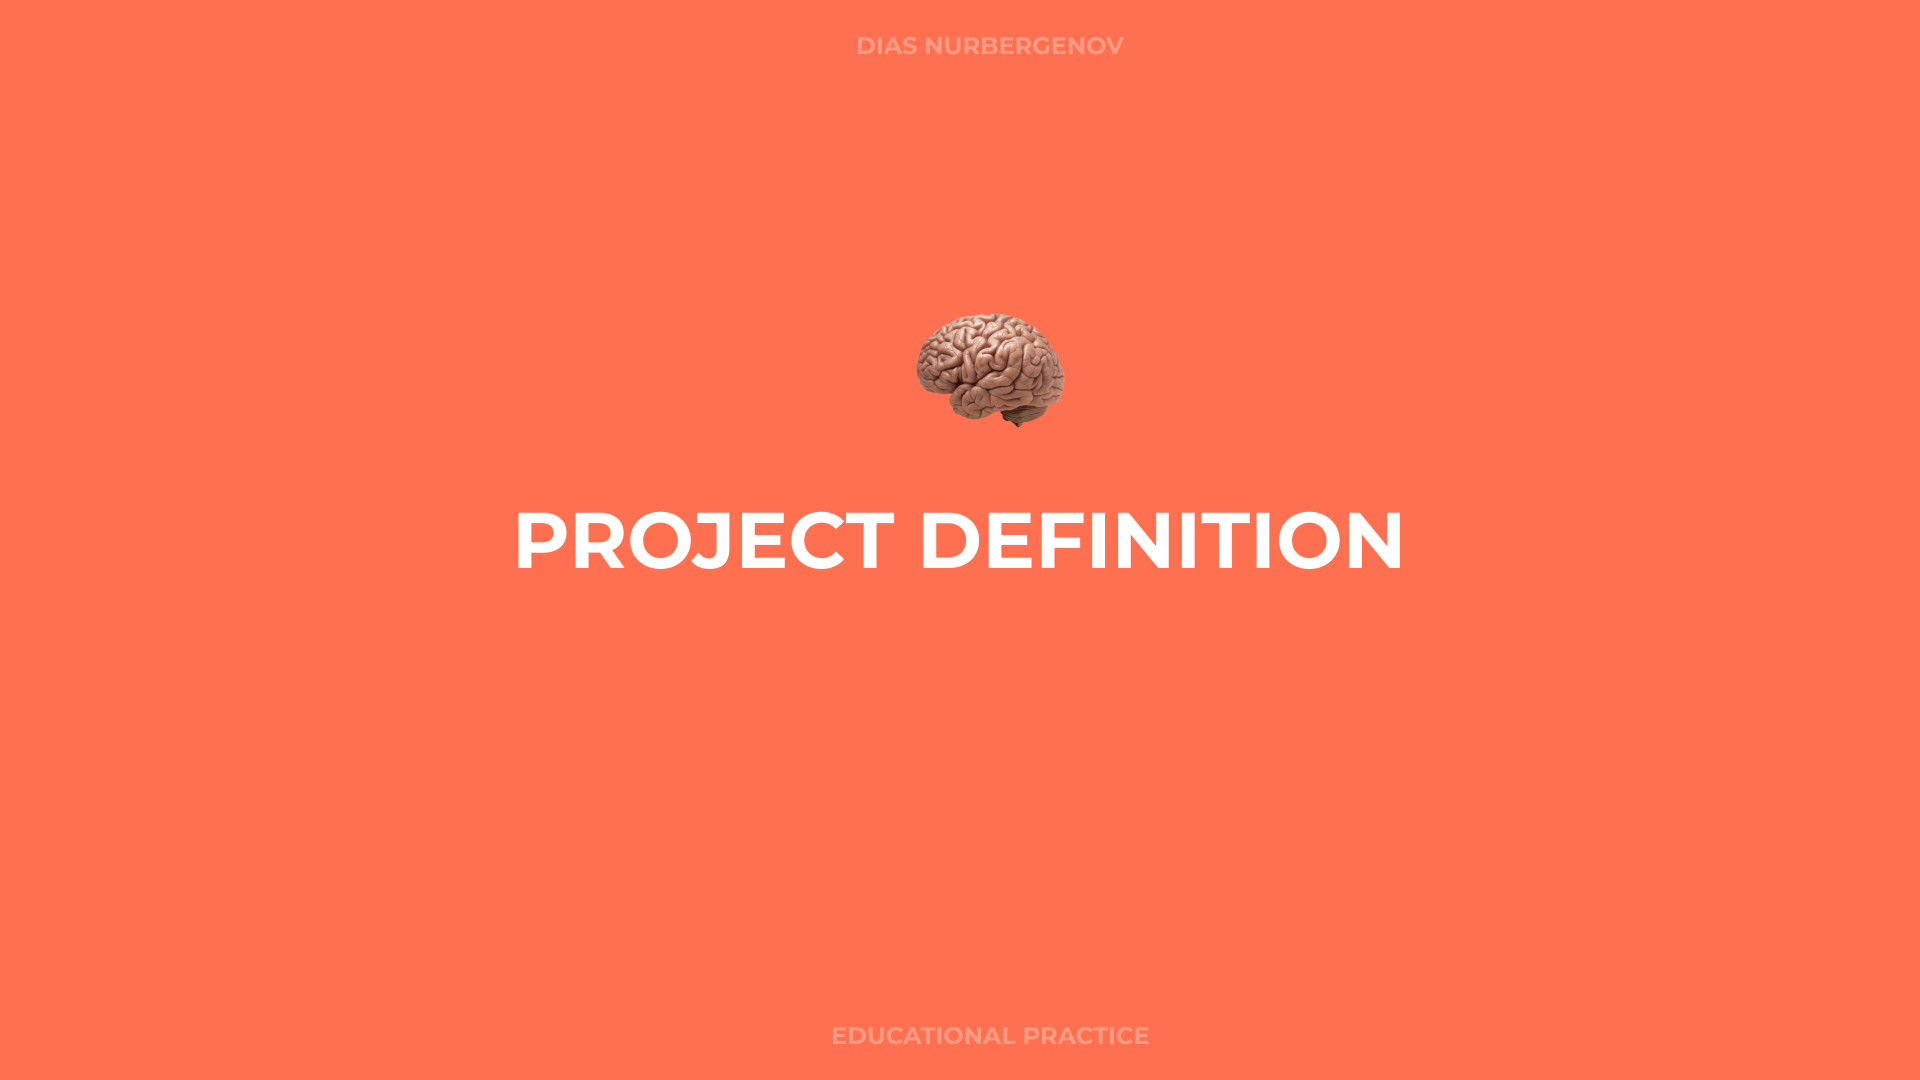 DIAS NURBERGENOV
PROJECT DEFINITION
EDUCATIONAL PRACTICE